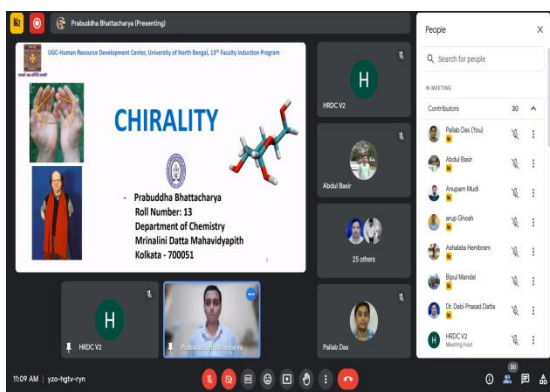 Prabuddha Bhattacharya (Presenting)
UGC-Human Resource Development Center, University of North Bengal, 13th Faculty Induction Program
CHIRALITY
- Prabuddha Bhattacharya
Roll Number: 13
Department of Chemistry
Mrinalini Datta Mahavidyapith
Kolkata - 700051
H
HRDC V2
Abdul Basir
25 others
H
HRDC V2
Prabuddha Bhattacharya
Pallab Das
People
Search for people
IN MEETING
Contributors 30
Pallab Das (You)
Abdul Basir
Anupam Mudi
arup Ghosh
Ashalata Hembram
Bipul Mandal
Dr. Debi Prasad Datta
H HRDC V2
Meeting host
11:09 AM | yzo-hgtv-ryn
30